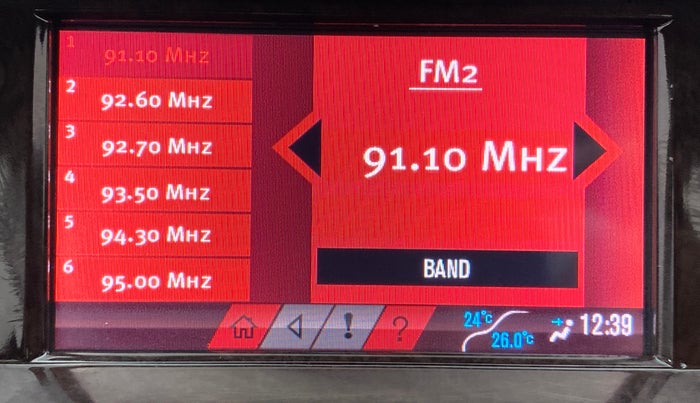 1
91.10 MHz
2
92.60 MHz
3
92.70 MHz
4
93.50 MHz
5
94.30 MHz
6
95.00 MHz
FM2
91.10 MHz
BAND
!
?
24°C
26.0°C
12:39